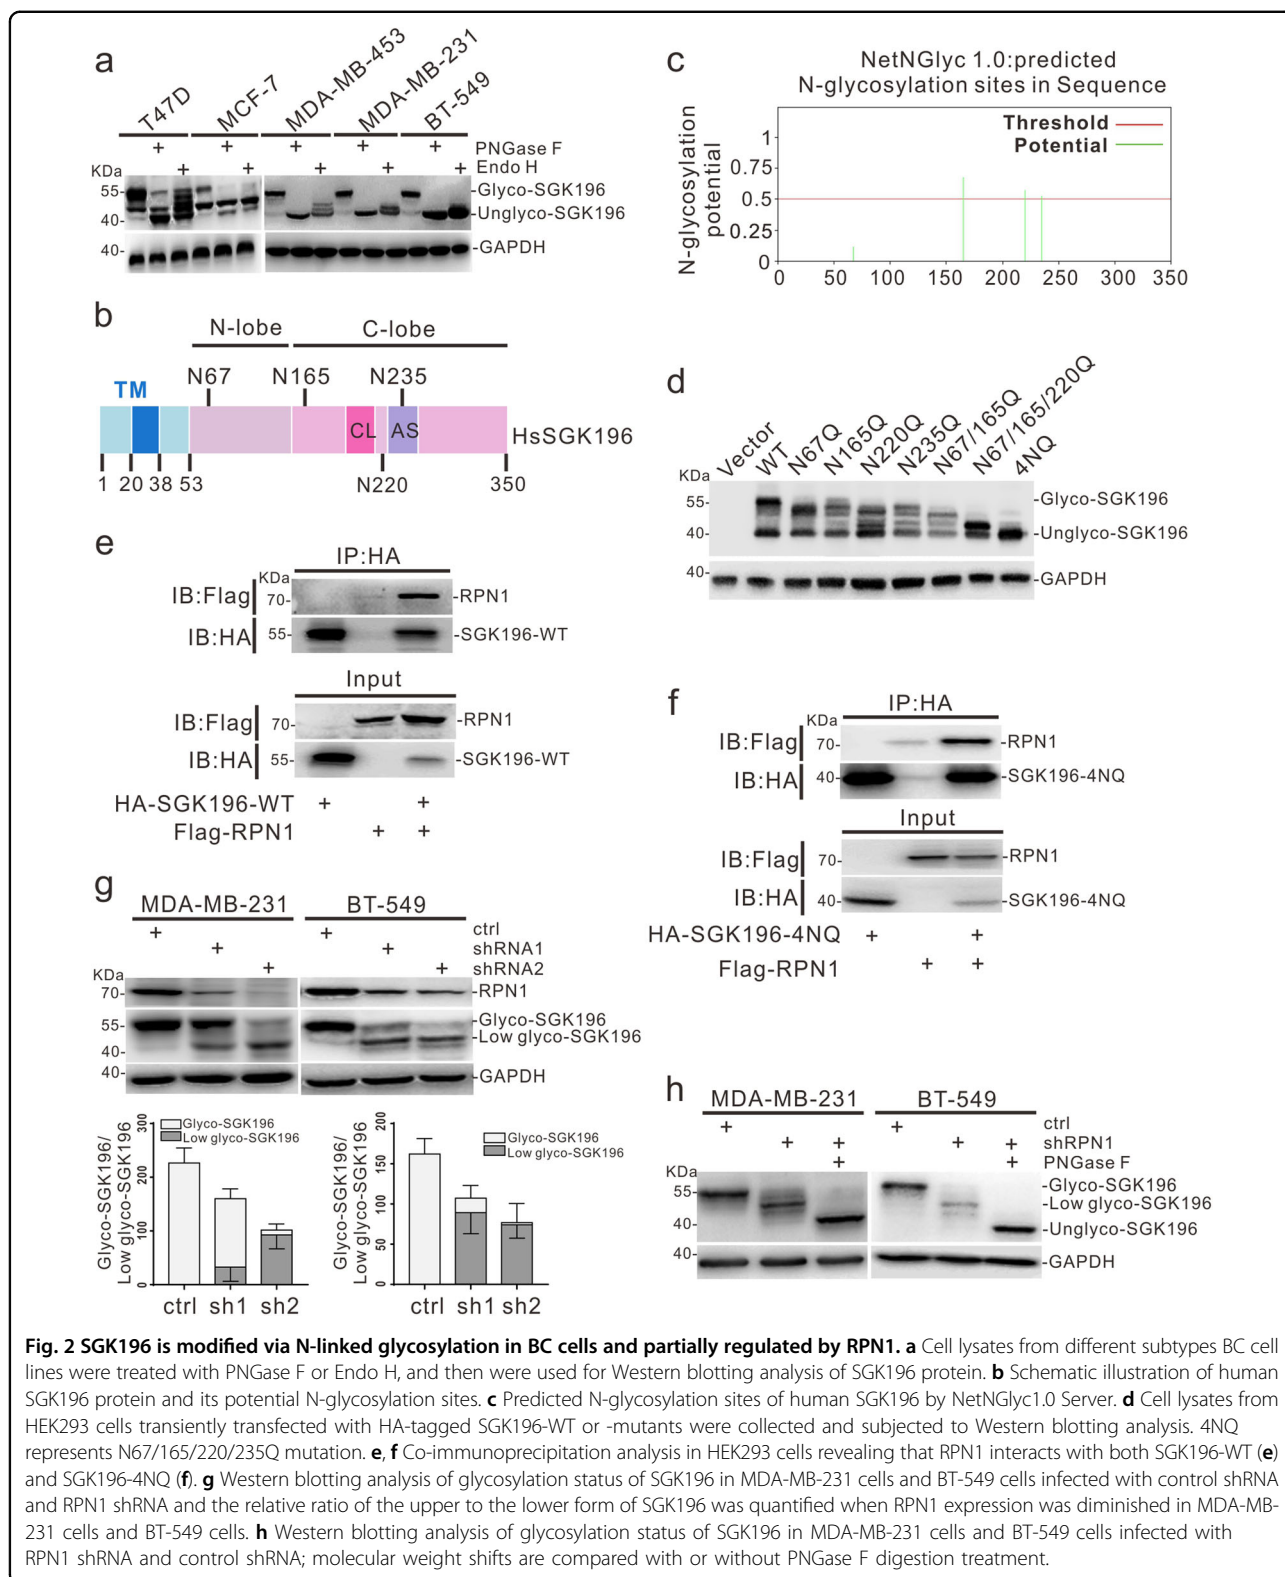 a
T47D MCF-7 MDA-MB-453 MDA-MB-231 BT-549
+ + + + + PNGase F
+ + + + + Endo H
KDa
55- -Glyco-SGK196
40- -Unglyco-SGK196
40- -GAPDH
b
N-lobe C-lobe
TM N67 N165 N235
CL AS HsSGK196
1 20 38 53 N220 350
c
NetNGlyc 1.0:predicted
N-glycosylation sites in Sequence
Threshold
Potential
N-glycosylation
potential
1
0.75
0.5
0.25
0
0 50 100 150 200 250 300 350
d
Vector WT N67Q N165Q N220Q N235Q N67/165Q N67/165/220Q 4NQ
KDa
55- -Glyco-SGK196
40- -Unglyco-SGK196
40- -GAPDH
e
IP:HA
KDa
IB:Flag 70- -RPN1
IB:HA 55- -SGK196-WT
Input
IB:Flag 70- -RPN1
IB:HA 55- -SGK196-WT
HA-SGK196-WT + +
Flag-RPN1 + +
f
IP:HA
KDa
IB:Flag 70- -RPN1
IB:HA 40- -SGK196-4NQ
Input
IB:Flag 70- -RPN1
IB:HA 40- -SGK196-4NQ
HA-SGK196-4NQ + +
Flag-RPN1 + +
g
MDA-MB-231 BT-549
+ + ctrl
+ + shRNA1
+ + shRNA2
KDa
70- -RPN1
55- -Glyco-SGK196
-Low glyco-SGK196
40-
40- -GAPDH
Glyco-SGK196/
Low glyco-SGK196
300
200
100
0
Glyco-SGK196
Low glyco-SGK196
ctrl sh1 sh2
Glyco-SGK196/
Low glyco-SGK196
200
150
100
50
0
Glyco-SGK196
Low glyco-SGK196
ctrl sh1 sh2
h
MDA-MB-231 BT-549
+ + ctrl
+ + + + shRPN1
+ + PNGase F
KDa
55- -Glyco-SGK196
-Low glyco-SGK196
40- -Unglyco-SGK196
40- -GAPDH
Fig. 2 SGK196 is modified via N-linked glycosylation in BC cells and partially regulated by RPN1. a Cell lysates from different subtypes BC cell
lines were treated with PNGase F or Endo H, and then were used for Western blotting analysis of SGK196 protein. b Schematic illustration of human
SGK196 protein and its potential N-glycosylation sites. c Predicted N-glycosylation sites of human SGK196 by NetNGlyc1.0 Server. d Cell lysates from
HEK293 cells transiently transfected with HA-tagged SGK196-WT or -mutants were collected and subjected to Western blotting analysis. 4NQ
represents N67/165/220/235Q mutation. e, f Co-immunoprecipitation analysis in HEK293 cells revealing that RPN1 interacts with both SGK196-WT (e)
and SGK196-4NQ (f). g Western blotting analysis of glycosylation status of SGK196 in MDA-MB-231 cells and BT-549 cells infected with control shRNA
and RPN1 shRNA and the relative ratio of the upper to the lower form of SGK196 was quantified when RPN1 expression was diminished in MDA-MB-
231 cells and BT-549 cells. h Western blotting analysis of glycosylation status of SGK196 in MDA-MB-231 cells and BT-549 cells infected with
RPN1 shRNA and control shRNA; molecular weight shifts are compared with or without PNGase F digestion treatment.